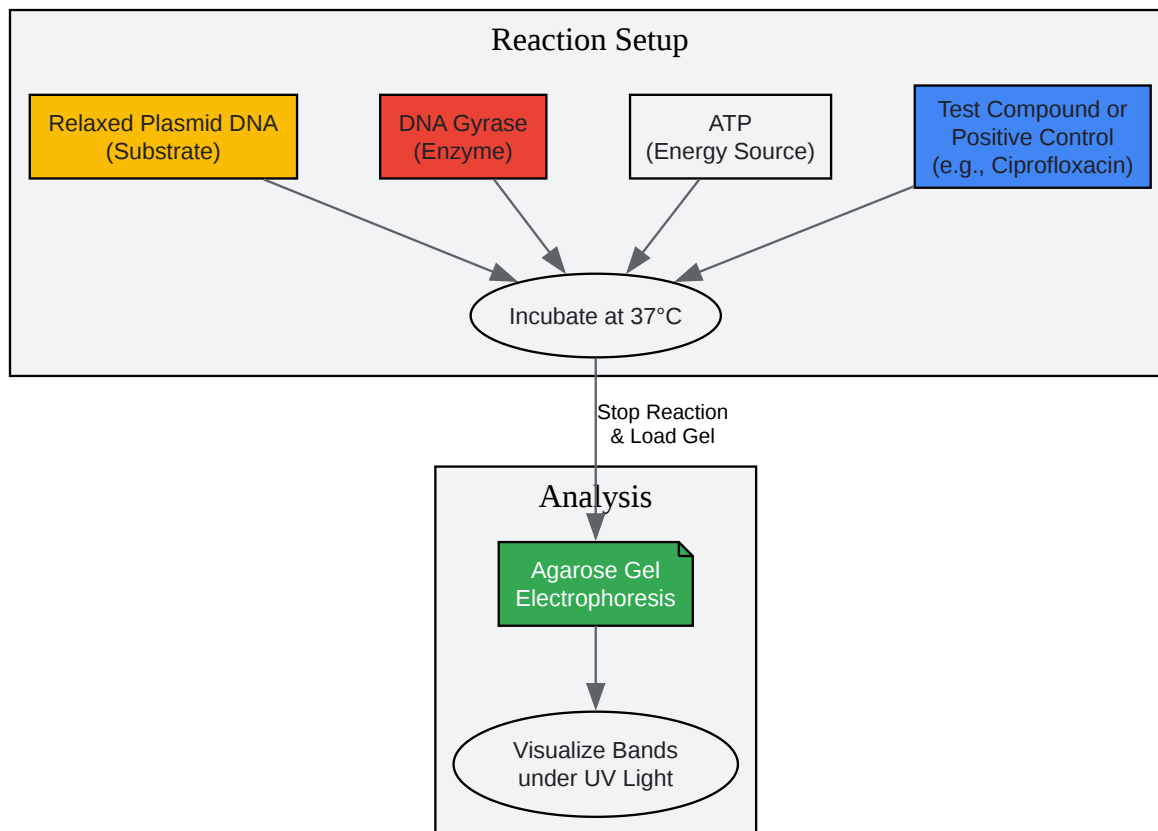 Reaction Setup
Relaxed Plasmid DNA
(Substrate)
DNA Gyrase
(Enzyme)
ATP
(Energy Source)
Test Compound or
Positive Control
(e.g., Ciprofloxacin)
Incubate at 37°C
Stop Reaction
& Load Gel
Analysis
Agarose Gel
Electrophoresis
Visualize Bands
under UV Light